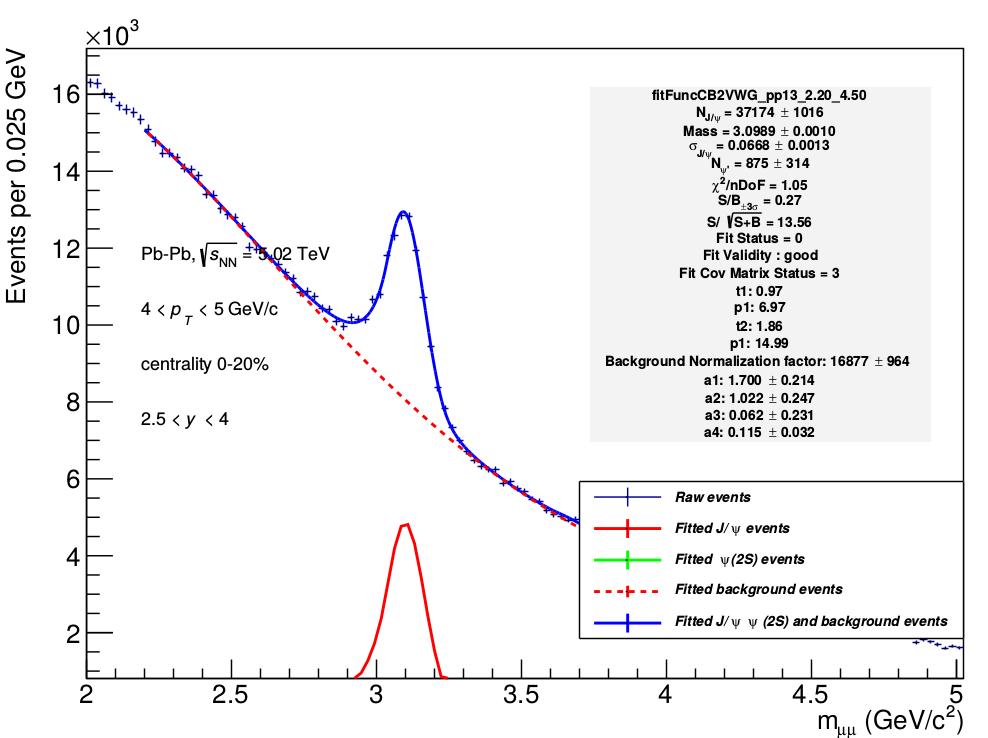 ×10³
Events per 0.025 GeV
16
14
12
10
8
6
4
2
Pb-Pb, √s_NN = 5.02 TeV
4 < p_T < 5 GeV/c
centrality 0-20%
2.5 < y < 4
fitFuncCB2VWG_pp13_2.20_4.50
N_J/ψ = 37174 ± 1016
Mass = 3.0989 ± 0.0010
σ_J/ψ = 0.0668 ± 0.0013
N_ψ' = 875 ± 314
χ²/nDoF = 1.05
S/B_±3σ = 0.27
S/ √S+B = 13.56
Fit Status = 0
Fit Validity : good
Fit Cov Matrix Status = 3
t1: 0.97
p1: 6.97
t2: 1.86
p1: 14.99
Background Normalization factor: 16877 ± 964
a1: 1.700 ± 0.214
a2: 1.022 ± 0.247
a3: 0.062 ± 0.231
a4: 0.115 ± 0.032
Raw events
Fitted J/ψ events
Fitted ψ(2S) events
Fitted background events
Fitted J/ψ ψ (2S) and background events
2 2.5 3 3.5 4 4.5 5
m_μμ (GeV/c²)